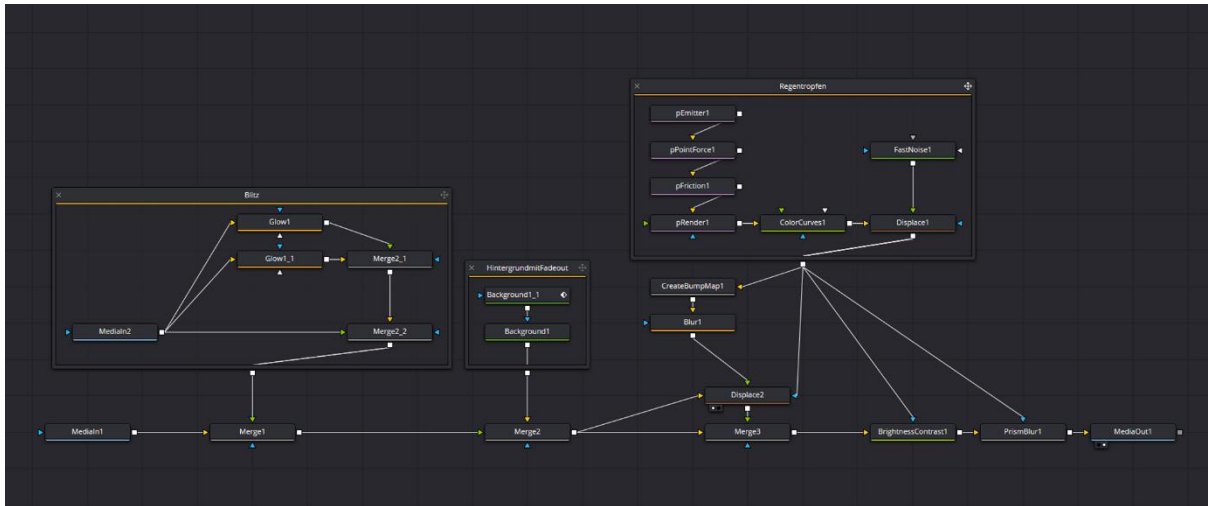 Regentropfen
pEmitter1
pPointForce1
FastNoise1
pFriction1
pRender1
ColorCurves1
Displace1
Blitz
Glow1
Glow1_1
Merge2_1
MediaIn2
Merge2_2
HintergrundmitFadeout
Background1_1
Background1
CreateBumpMap1
Blur1
Displace2
MediaIn1
Merge1
Merge2
Merge3
BrightnessContrast1
PrismBlur1
MediaOut1